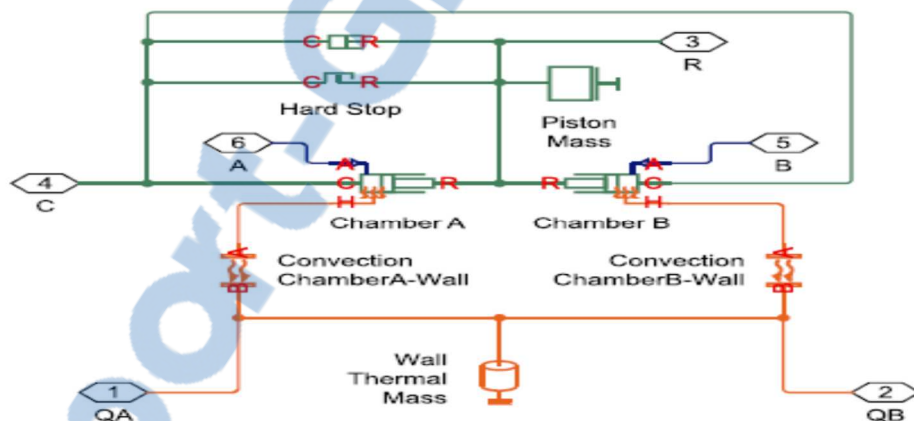 C R
3
R
C R
Hard Stop
Piston
Mass
6
A
A
A
5
B
4
C
C R
R C
H
H
Chamber A
Chamber B
A
A
Convection
ChamberA-Wall
Convection
ChamberB-Wall
B
B
Wall
Thermal
Mass
1
QA
2
QB